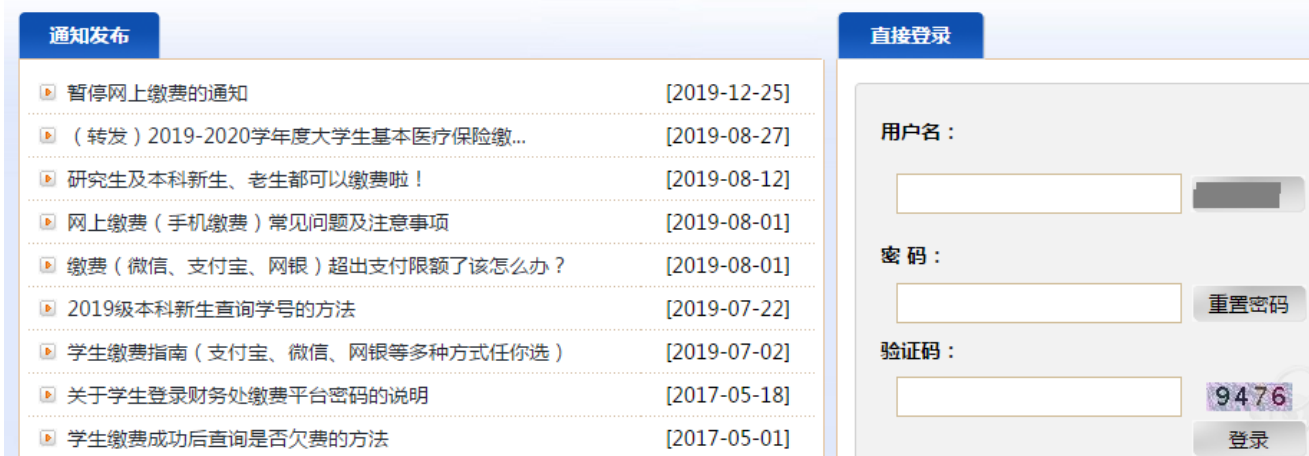 通知发布
暂停网上缴费的通知 [2019-12-25]
（转发）2019-2020学年度大学生基本医疗保险缴... [2019-08-27]
研究生及本科新生、老生都可以缴费啦！ [2019-08-12]
网上缴费（手机缴费）常见问题及注意事项 [2019-08-01]
缴费（微信、支付宝、网银）超出支付限额了该怎么办？ [2019-08-01]
2019级本科新生查询学号的方法 [2019-07-22]
学生缴费指南（支付宝、微信、网银等多种方式任你选） [2019-07-02]
关于学生登录财务处缴费平台密码的说明 [2017-05-18]
学生缴费成功后查询是否欠费的方法 [2017-05-01]
直接登录
用户名：
密 码：
重置密码
验证码：
9476
登录